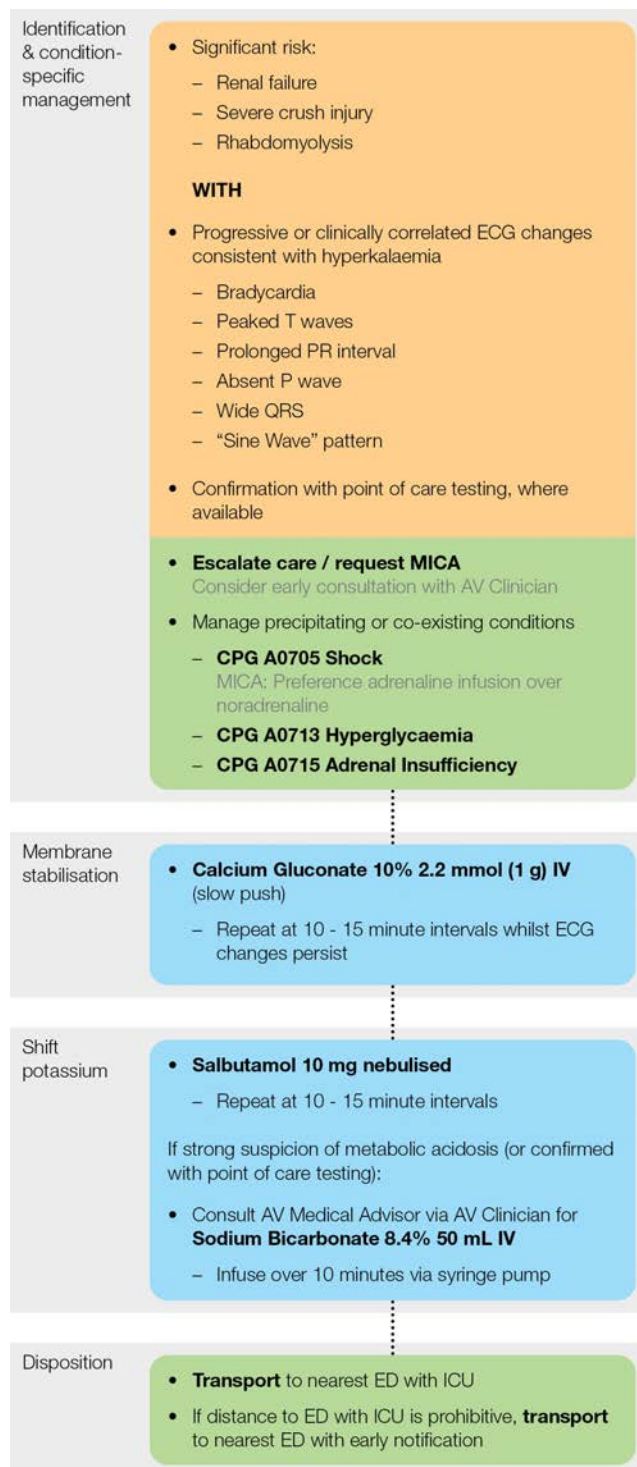 Identification
& condition-
specific
management
• Significant risk:
– Renal failure
– Severe crush injury
– Rhabdomyolysis
WITH
• Progressive or clinically correlated ECG changes
consistent with hyperkalaemia
– Bradycardia
– Peaked T waves
– Prolonged PR interval
– Absent P wave
– Wide QRS
– “Sine Wave” pattern
• Confirmation with point of care testing, where
available
• Escalate care / request MICA
Consider early consultation with AV Clinician
• Manage precipitating or co-existing conditions
– CPG A0705 Shock
MICA: Preference adrenaline infusion over
noradrenaline
– CPG A0713 Hyperglycaemia
– CPG A0715 Adrenal Insufficiency
Membrane
stabilisation
• Calcium Gluconate 10% 2.2 mmol (1 g) IV
(slow push)
– Repeat at 10 - 15 minute intervals whilst ECG
changes persist
Shift
potassium
• Salbutamol 10 mg nebulised
– Repeat at 10 - 15 minute intervals
If strong suspicion of metabolic acidosis (or confirmed
with point of care testing):
• Consult AV Medical Advisor via AV Clinician for
Sodium Bicarbonate 8.4% 50 mL IV
– Infuse over 10 minutes via syringe pump
Disposition
• Transport to nearest ED with ICU
• If distance to ED with ICU is prohibitive, transport
to nearest ED with early notification